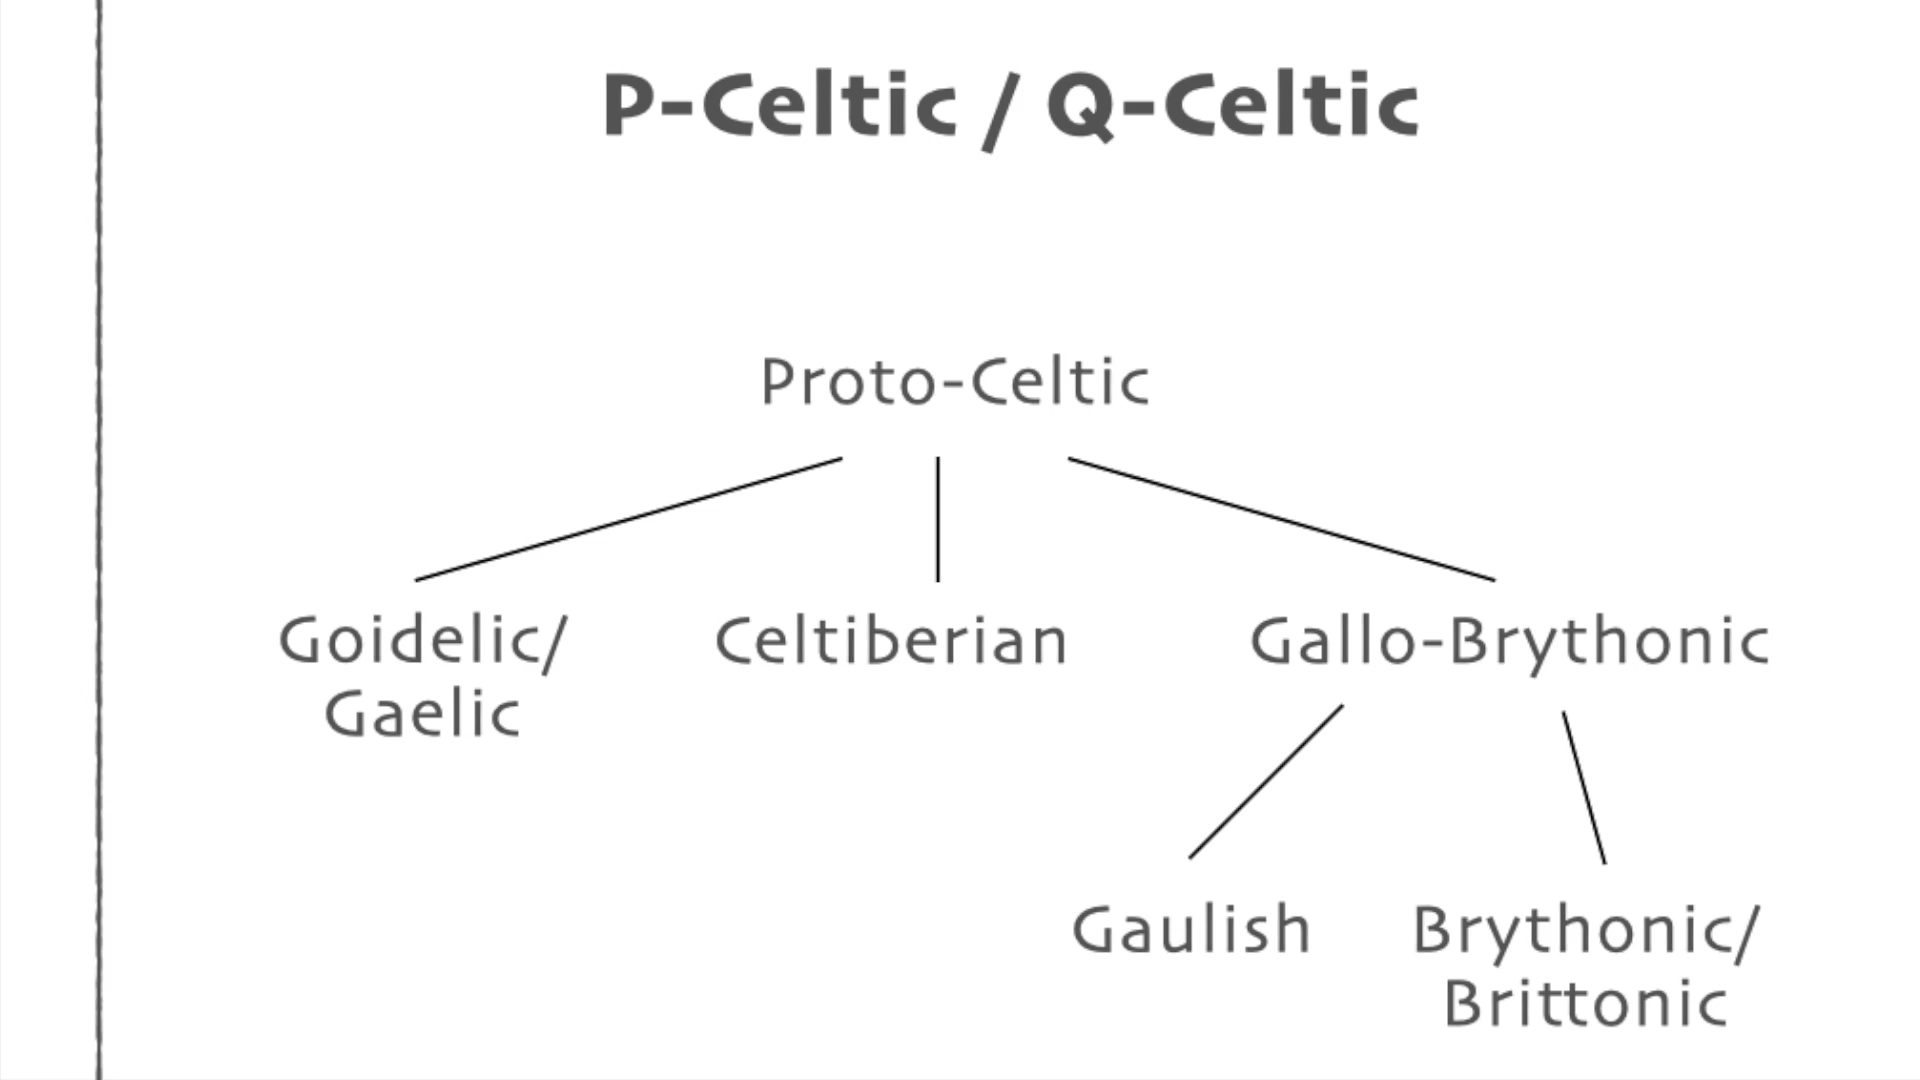 P-Celtic / Q-Celtic
Proto-Celtic
Goidelic/
Gaelic
Celtiberian
Gallo-Brythonic
Gaulish
Brythonic/
Brittonic